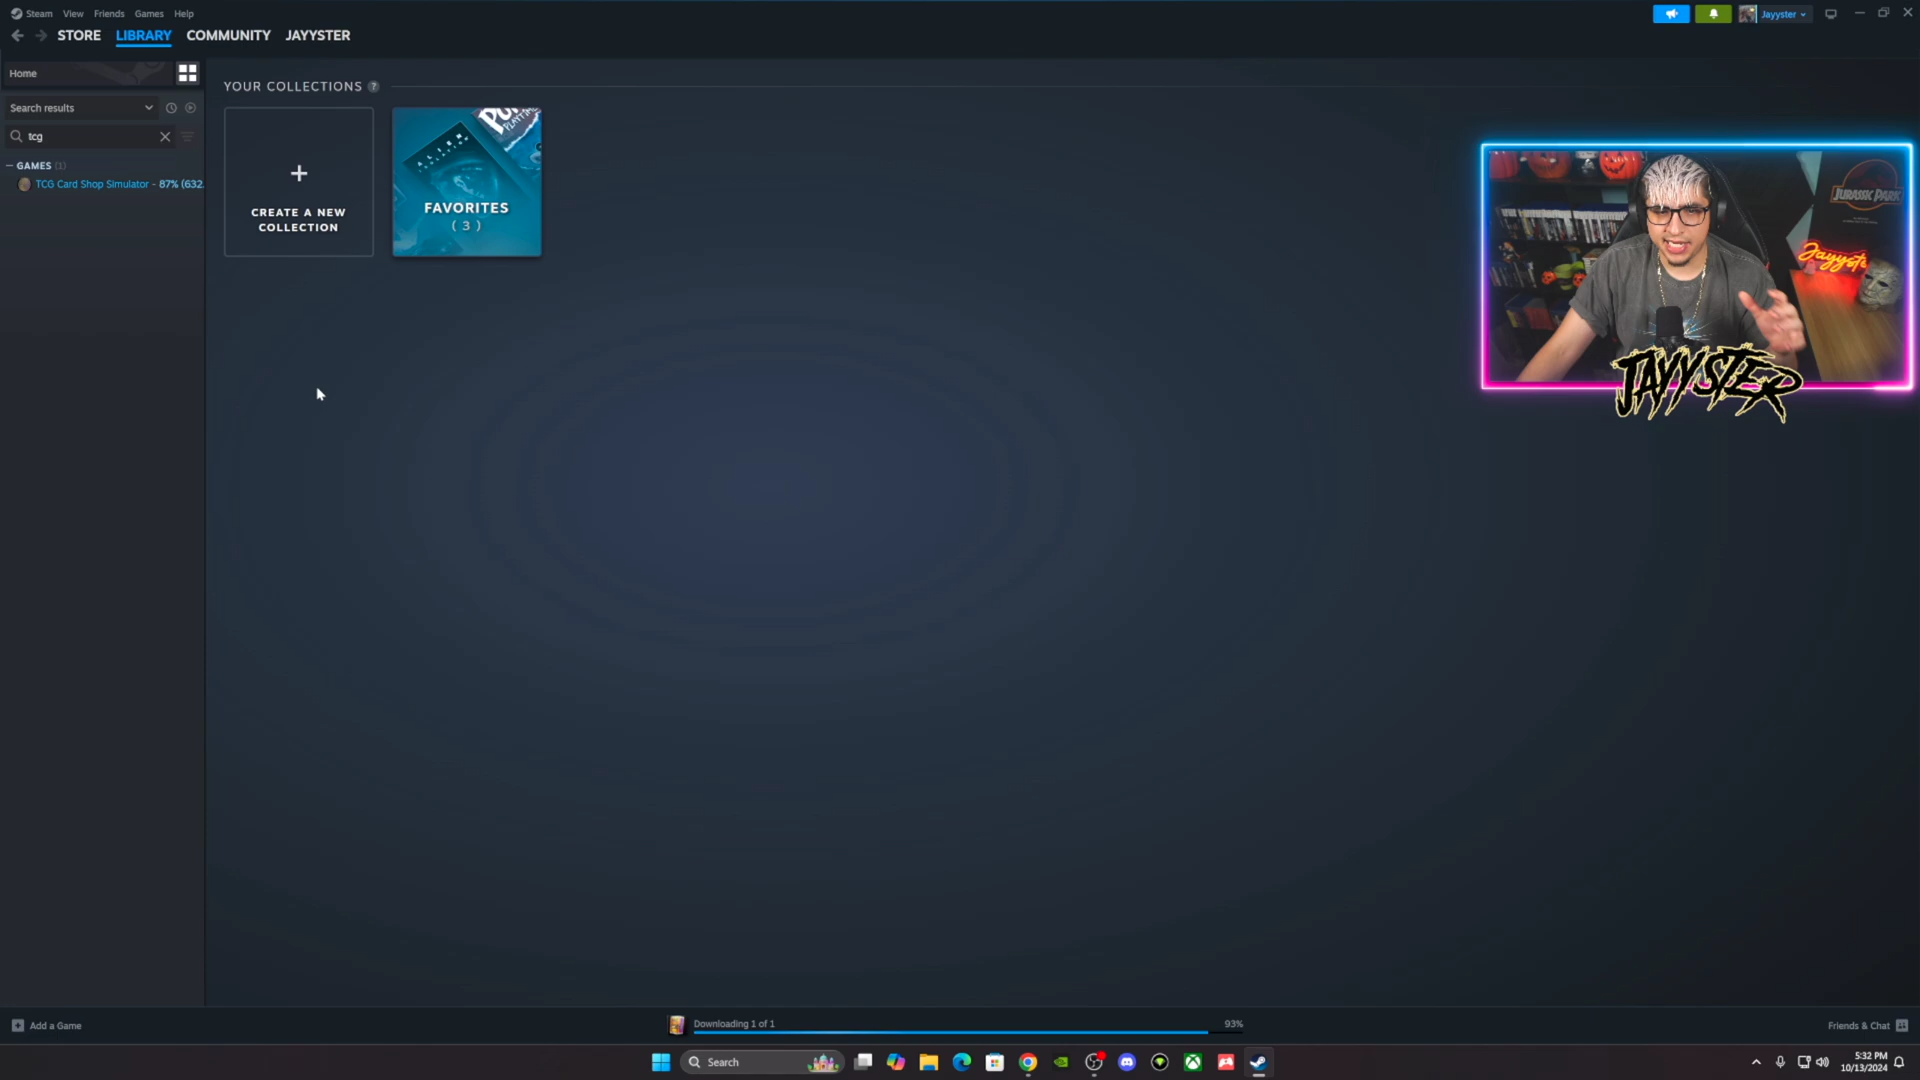 Steam View Friends Games Help
Jayyster
STORE LIBRARY COMMUNITY JAYYSTER
Home
YOUR COLLECTIONS ?
Search results
tcg
GAMES (1)
TCG Card Shop Simulator - 87% (632.
+
CREATE A NEW
COLLECTION
ALIEN
FAVORITES
( 3 )
JURASSIC PARK
JAYYSTER
Add a Game
Downloading 1 of 1
93%
Friends & Chat
Search
5:32 PM
10/13/2024